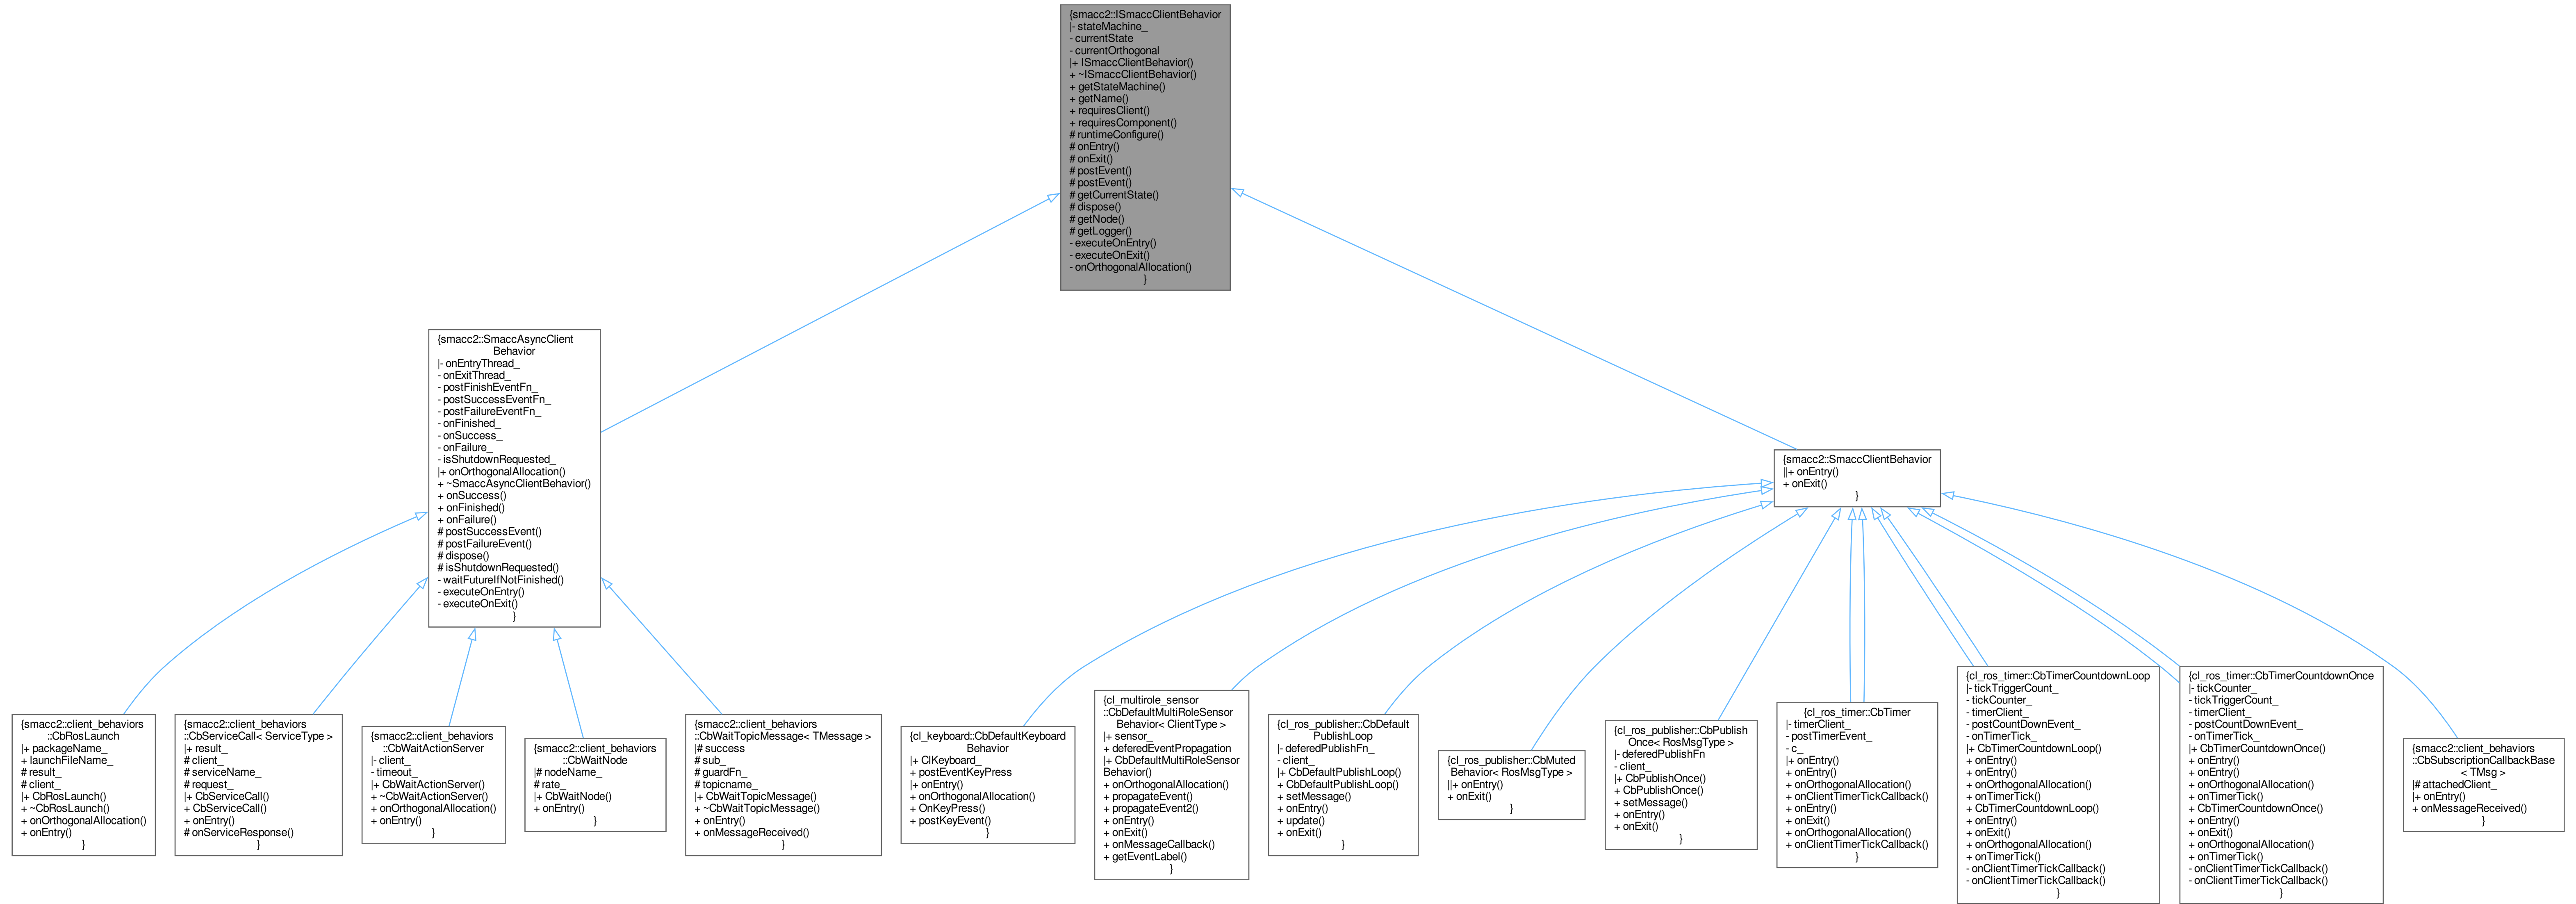 {smacc2::ISmaccClientBehavior
|- stateMachine_
- currentState
- currentOrthogonal
|+ ISmaccClientBehavior()
+ ~ISmaccClientBehavior()
+ getStateMachine()
+ getName()
+ requiresClient()
+ requiresComponent()
# runtimeConfigure()
# onEntry()
# onExit()
# postEvent()
# postEvent()
# getCurrentState()
# dispose()
# getNode()
# getLogger()
- executeOnEntry()
- executeOnExit()
- onOrthogonalAllocation()
}
{smacc2::SmaccAsyncClient
Behavior
|- onEntryThread_
- onExitThread_
- postFinishEventFn_
- postSuccessEventFn_
- postFailureEventFn_
- onFinished_
- onSuccess_
- onFailure_
- isShutdownRequested_
|+ onOrthogonalAllocation()
+ ~SmaccAsyncClientBehavior()
+ onSuccess()
+ onFinished()
+ onFailure()
# postSuccessEvent()
# postFailureEvent()
# dispose()
# isShutdownRequested()
- waitFutureIfNotFinished()
- executeOnEntry()
- executeOnExit()
}
{smacc2::SmaccClientBehavior
||+ onEntry()
+ onExit()
}
{smacc2::client_behaviors
::CbRosLaunch
|+ packageName_
+ launchFileName_
# result_
# client_
|+ CbRosLaunch()
+ ~CbRosLaunch()
+ onOrthogonalAllocation()
+ onEntry()
}
{smacc2::client_behaviors
::CbServiceCall< ServiceType >
|+ result_
# client_
# serviceName_
# request_
|+ CbServiceCall()
+ CbServiceCall()
+ onEntry()
# onServiceResponse()
}
{smacc2::client_behaviors
::CbWaitActionServer
|- client_
- timeout_
|+ CbWaitActionServer()
+ ~CbWaitActionServer()
+ onOrthogonalAllocation()
+ onEntry()
}
{smacc2::client_behaviors
::CbWaitNode
|# nodeName_
# rate_
|+ CbWaitNode()
+ onEntry()
}
{smacc2::client_behaviors
::CbWaitTopicMessage< TMessage >
|# success
# sub_
# guardFn_
# topicname_
|+ CbWaitTopicMessage()
+ ~CbWaitTopicMessage()
+ onEntry()
+ onMessageReceived()
}
{cl_keyboard::CbDefaultKeyboard
Behavior
|+ ClKeyboard_
+ postEventKeyPress
|+ onEntry()
+ onOrthogonalAllocation()
+ OnKeyPress()
+ postKeyEvent()
}
{cl_multirole_sensor
::CbDefaultMultiRoleSensor
Behavior< ClientType >
|+ sensor_
+ deferedEventPropagation
|+ CbDefaultMultiRoleSensor
Behavior()
+ onOrthogonalAllocation()
+ propagateEvent()
+ propagateEvent2()
+ onEntry()
+ onExit()
+ onMessageCallback()
+ getEventLabel()
}
{cl_ros_publisher::CbDefault
PublishLoop
|- deferedPublishFn_
- client_
|+ CbDefaultPublishLoop()
+ CbDefaultPublishLoop()
+ setMessage()
+ onEntry()
+ update()
+ onExit()
}
{cl_ros_publisher::CbMuted
Behavior< RosMsgType >
||+ onEntry()
+ onExit()
}
{cl_ros_publisher::CbPublish
Once< RosMsgType >
|- deferedPublishFn
- client_
|+ CbPublishOnce()
+ CbPublishOnce()
+ setMessage()
+ onEntry()
+ onExit()
}
{cl_ros_timer::CbTimer
|- timerClient_
- postTimerEvent_
- c_
|+ onEntry()
+ onEntry()
+ onOrthogonalAllocation()
+ onClientTimerTickCallback()
+ onEntry()
+ onExit()
+ onOrthogonalAllocation()
+ onClientTimerTickCallback()
}
{cl_ros_timer::CbTimerCountdownLoop
|- tickTriggerCount_
- tickCounter_
- timerClient_
- postCountDownEvent_
- onTimerTick_
|+ CbTimerCountdownLoop()
+ onEntry()
+ onEntry()
+ onOrthogonalAllocation()
+ onTimerTick()
+ CbTimerCountdownLoop()
+ onEntry()
+ onExit()
+ onOrthogonalAllocation()
+ onTimerTick()
- onClientTimerTickCallback()
- onClientTimerTickCallback()
}
{cl_ros_timer::CbTimerCountdownOnce
|- tickCounter_
- tickTriggerCount_
- timerClient_
- postCountDownEvent_
- onTimerTick_
|+ CbTimerCountdownOnce()
+ onEntry()
+ onEntry()
+ onOrthogonalAllocation()
+ onTimerTick()
+ CbTimerCountdownOnce()
+ onEntry()
+ onExit()
+ onOrthogonalAllocation()
+ onTimerTick()
- onClientTimerTickCallback()
- onClientTimerTickCallback()
}
{smacc2::client_behaviors
::CbSubscriptionCallbackBase
< TMsg >
|# attachedClient_
|+ onEntry()
+ onMessageReceived()
}